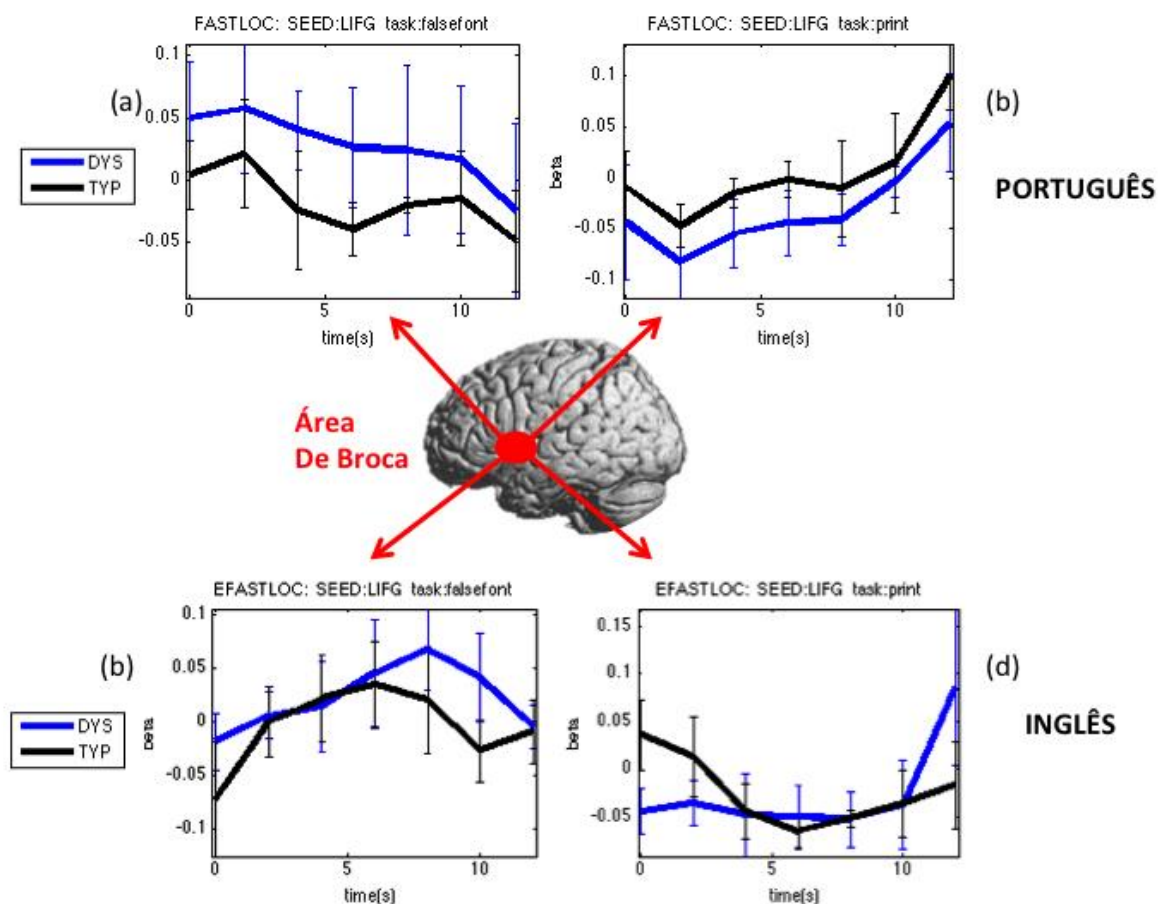 FASTLOC: SEED:LIFG task:falsefont
FASTLOC: SEED:LIFG task:print
(a)
0.1
0.05
0
-0.05
DYS
TYP
0 5 10
time(s)
beta
0.1
0.05
0
-0.05
-0.1
0 5 10
time(s)
(b)
PORTUGUÊS
Área
De Broca
EFASTLOC: SEED:LIFG task:falsefont
EFASTLOC: SEED:LIFG task:print
(b)
0.1
0.05
0
-0.05
-0.1
DYS
TYP
beta
0 5 10
time(s)
beta
0.15
0.1
0.05
0
-0.05
0 5 10
time(s)
(d)
INGLÊS